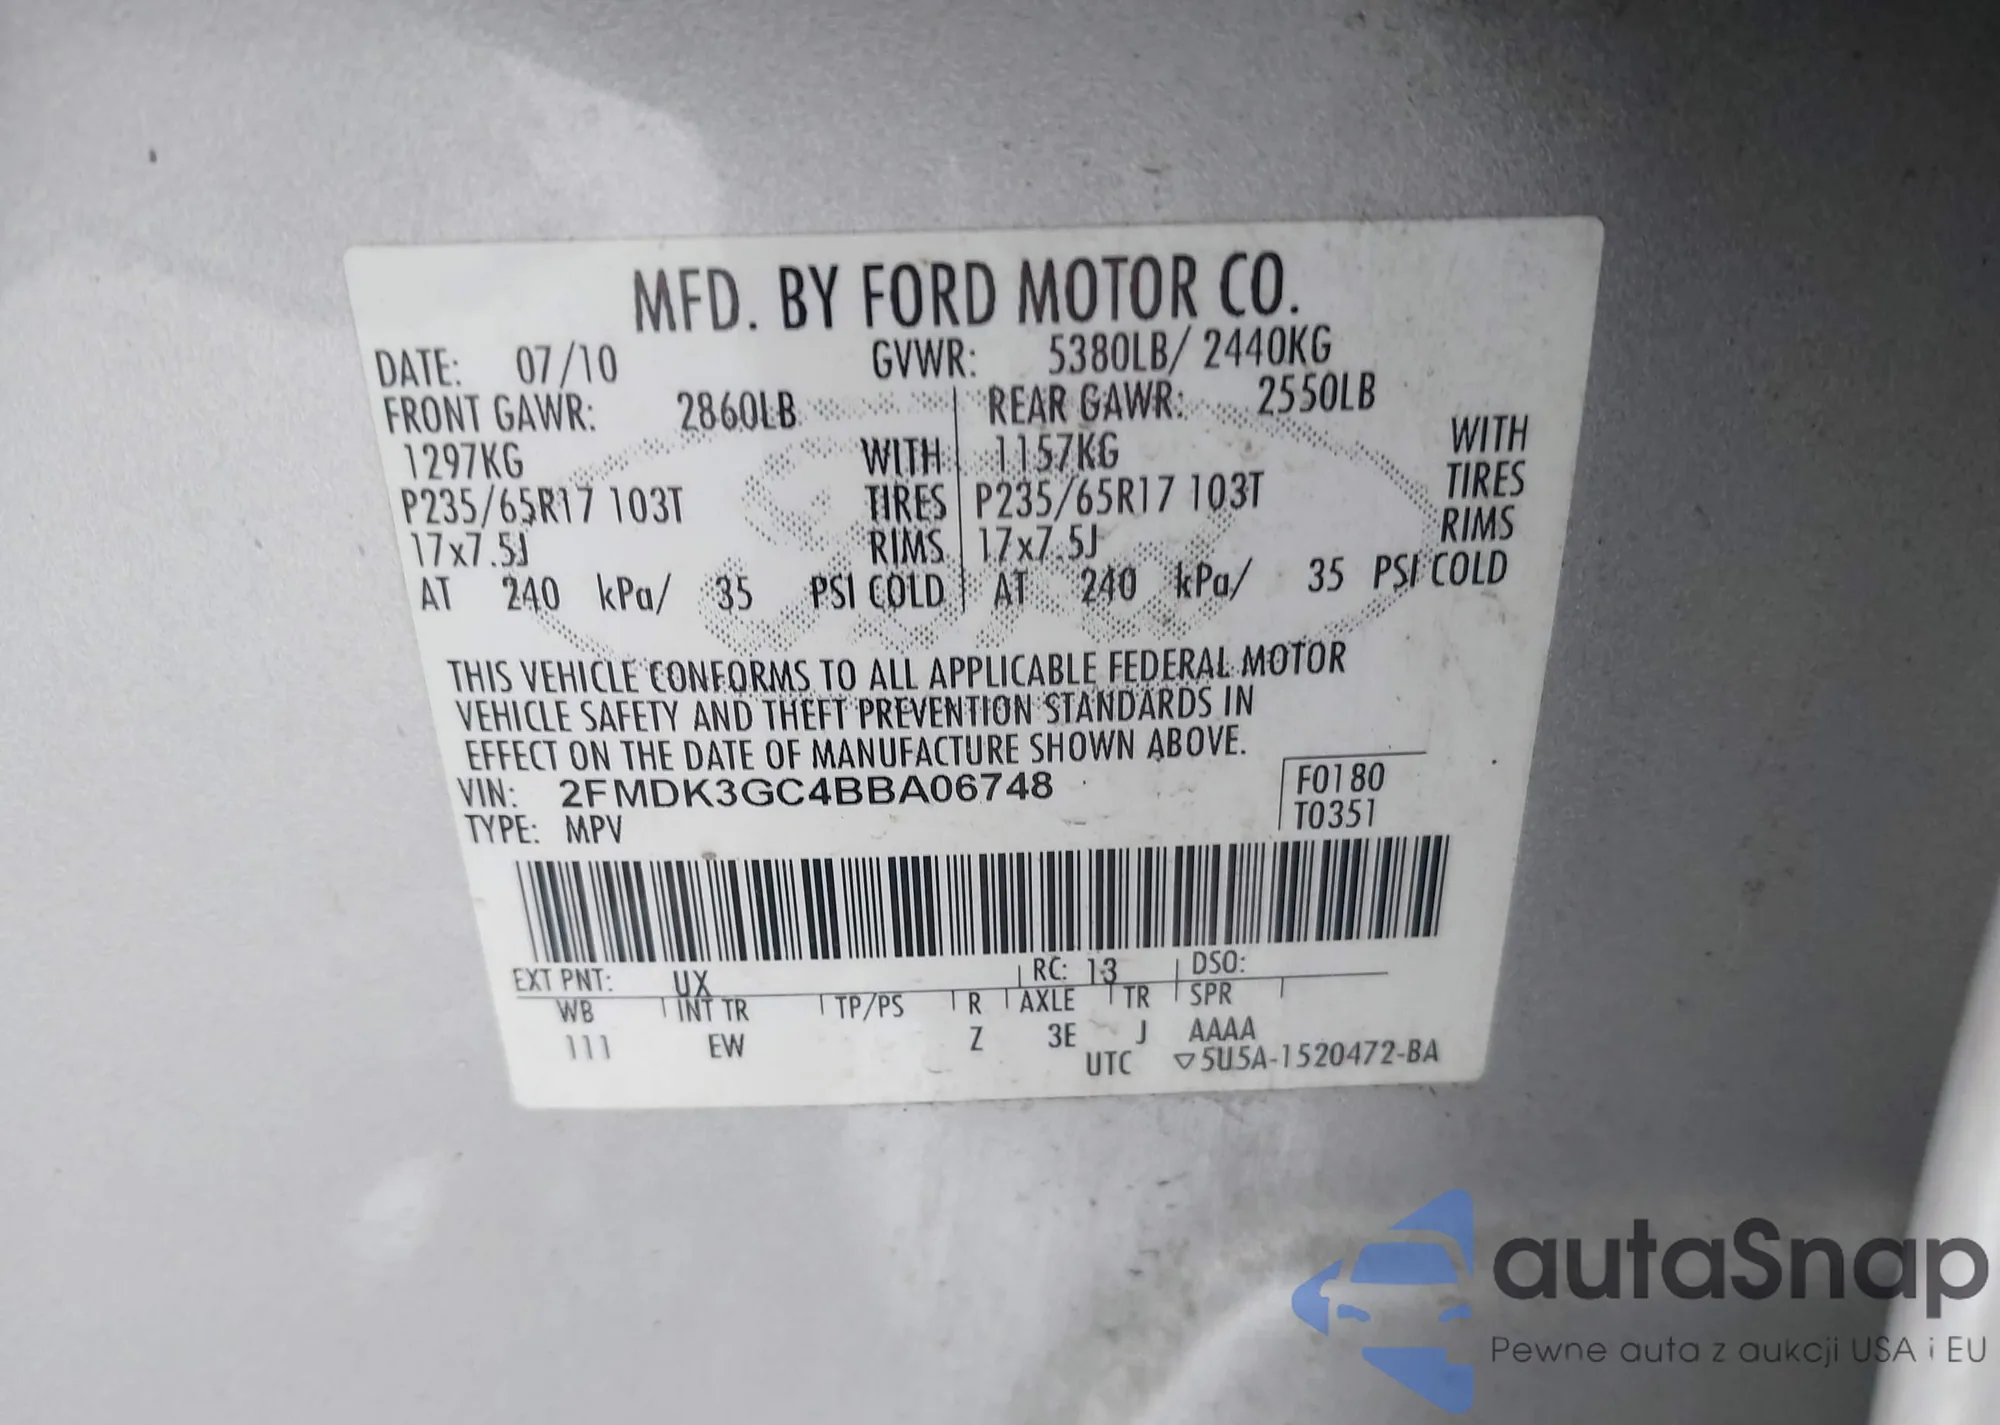 MFD. BY FORD MOTOR CO.
DATE: 07/10 GVWR: 5380LB/ 2440KG
FRONT GAWR: 2860LB REAR GAWR: 2550LB
1297KG WITH 1157KG WITH
P235/65R17 103T TIRES P235/65R17 103T TIRES
17x7.5J RIMS 17x7.5J RIMS
AT 240 kPa/ 35 PSI COLD AT 240 kPa/ 35 PSI COLD
THIS VEHICLE CONFORMS TO ALL APPLICABLE FEDERAL MOTOR
VEHICLE SAFETY AND THEFT PREVENTION STANDARDS IN
EFFECT ON THE DATE OF MANUFACTURE SHOWN ABOVE.
VIN: 2FMDK3GC4BBA06748 F0180
TYPE: MPV T0351
EXT PNT: UX RC: 13 DSO:
WB INT TR TP/PS R AXLE TR SPR
111 EW Z 3E J AAAA
UTC ▽5U5A-1520472-BA
autaSnap
Pewne auta z aukcji USA i EU